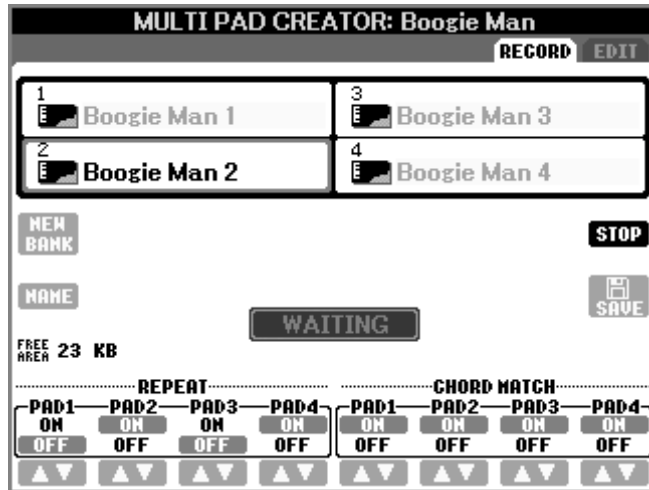 MULTI PAD CREATOR: Boogie Man
RECORD EDIT
1 Boogie Man 1
3 Boogie Man 3
2 Boogie Man 2
4 Boogie Man 4
NEW BANK
STOP
NAME
SAVE
WAITING
FREE AREA 23 KB
REPEAT CHORD MATCH
PAD1 PAD2 PAD3 PAD4 PAD1 PAD2 PAD3 PAD4
ON ON ON ON ON ON ON ON
OFF OFF OFF OFF OFF OFF OFF OFF